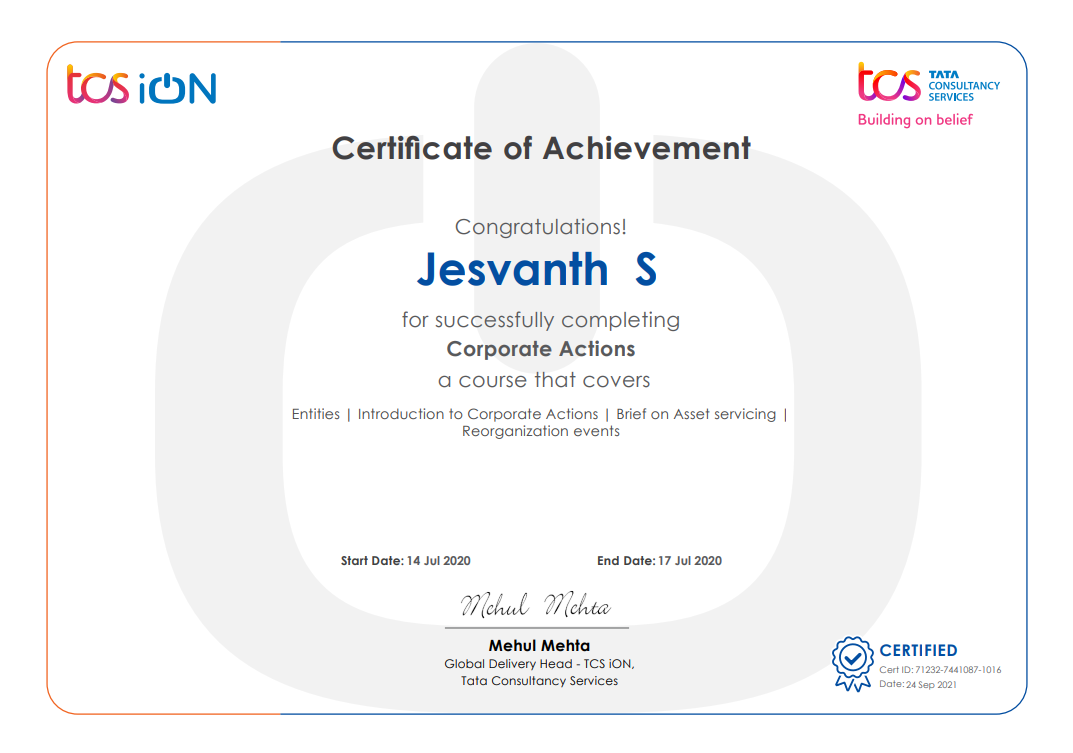 tcs iON
tcs TATA
CONSULTANCY
SERVICES
Building on belief
Certificate of Achievement
Congratulations!
Jesvanth S
for successfully completing
Corporate Actions
a course that covers
Entities | Introduction to Corporate Actions | Brief on Asset servicing |
Reorganization events
Start Date: 14 Jul 2020 End Date: 17 Jul 2020
Mehul Mehta
Mehul Mehta
Global Delivery Head - TCS iON,
Tata Consultancy Services
CERTIFIED
Cert ID: 71232-7441087-1016
Date: 24 Sep 2021